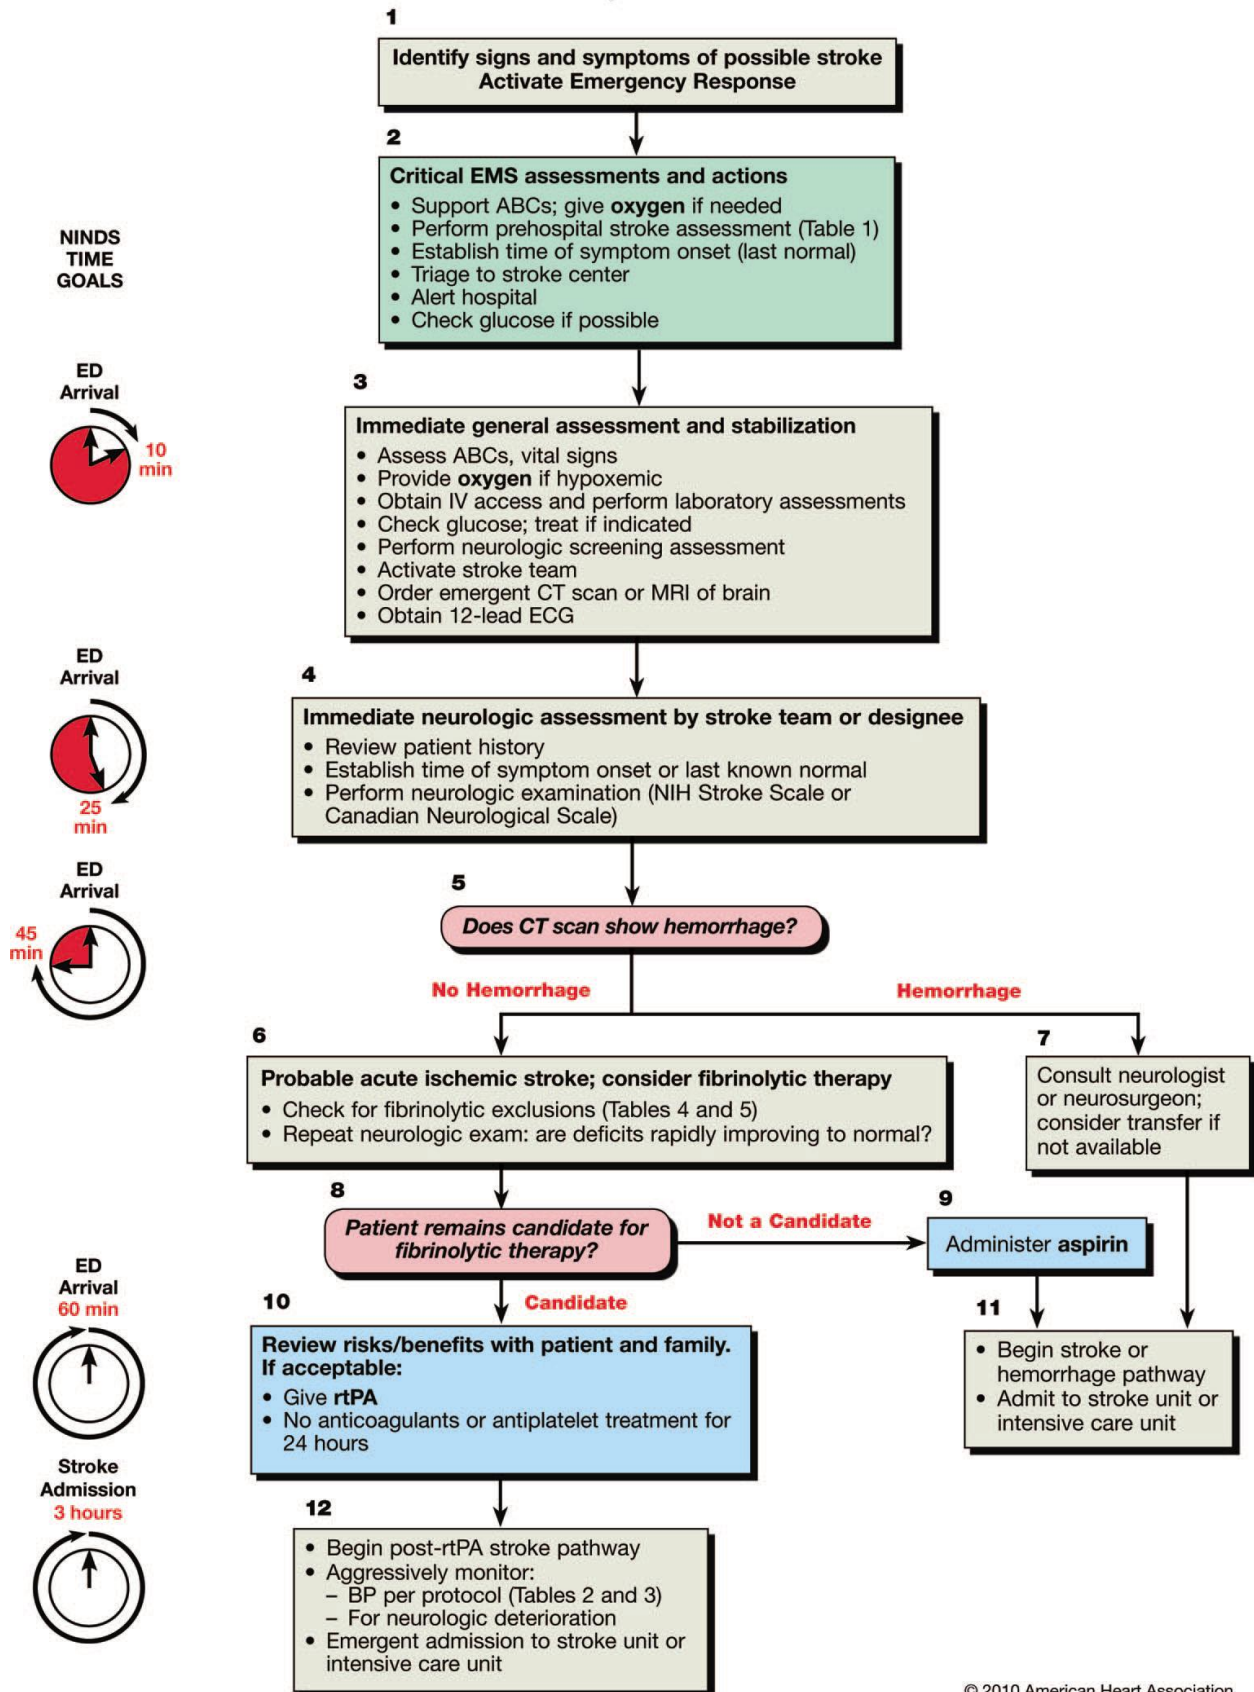 1
Identify signs and symptoms of possible stroke
Activate Emergency Response
2
Critical EMS assessments and actions
• Support ABCs; give oxygen if needed
• Perform prehospital stroke assessment (Table 1)
• Establish time of symptom onset (last normal)
• Triage to stroke center
• Alert hospital
• Check glucose if possible
NINDS
TIME
GOALS
ED
Arrival
10
min
3
Immediate general assessment and stabilization
• Assess ABCs, vital signs
• Provide oxygen if hypoxemic
• Obtain IV access and perform laboratory assessments
• Check glucose; treat if indicated
• Perform neurologic screening assessment
• Activate stroke team
• Order emergent CT scan or MRI of brain
• Obtain 12-lead ECG
ED
Arrival
25
min
4
Immediate neurologic assessment by stroke team or designee
• Review patient history
• Establish time of symptom onset or last known normal
• Perform neurologic examination (NIH Stroke Scale or
Canadian Neurological Scale)
ED
Arrival
45
min
5
Does CT scan show hemorrhage?
No Hemorrhage
Hemorrhage
6
Probable acute ischemic stroke; consider fibrinolytic therapy
• Check for fibrinolytic exclusions (Tables 4 and 5)
• Repeat neurologic exam: are deficits rapidly improving to normal?
7
Consult neurologist
or neurosurgeon;
consider transfer if
not available
8
Patient remains candidate for
fibrinolytic therapy?
Not a Candidate
9
Administer aspirin
Candidate
ED
Arrival
60 min
10
Review risks/benefits with patient and family.
If acceptable:
• Give rtPA
• No anticoagulants or antiplatelet treatment for
24 hours
11
• Begin stroke or
hemorrhage pathway
• Admit to stroke unit or
intensive care unit
Stroke
Admission
3 hours
12
• Begin post-rtPA stroke pathway
• Aggressively monitor:
– BP per protocol (Tables 2 and 3)
– For neurologic deterioration
• Emergent admission to stroke unit or
intensive care unit
© 2010 American Heart Association